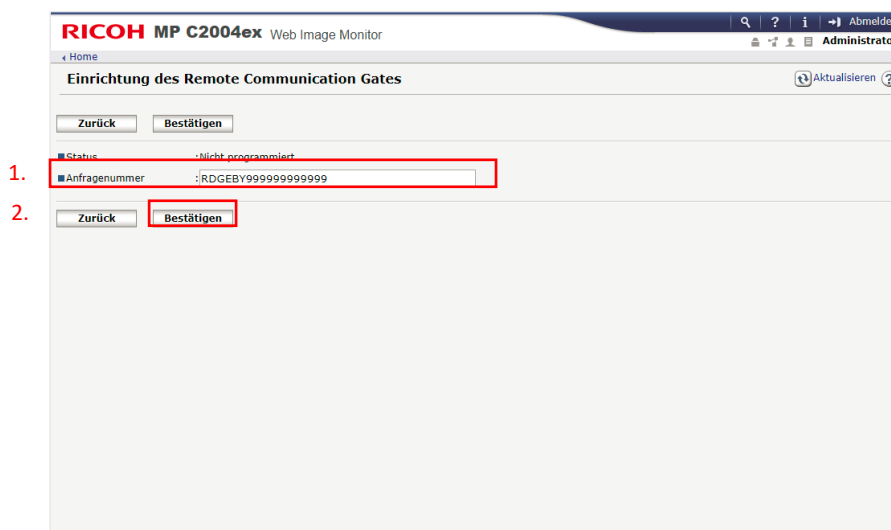 RICOH MP C2004ex Web Image Monitor
? i Abmelde
Administrato
Home
Einrichtung des Remote Communication Gates
Aktualisieren ?
Zurück Bestätigen
Status :Nicht programmiert
1.
Anfragenummer : RDGEBY999999999999
2.
Zurück Bestätigen